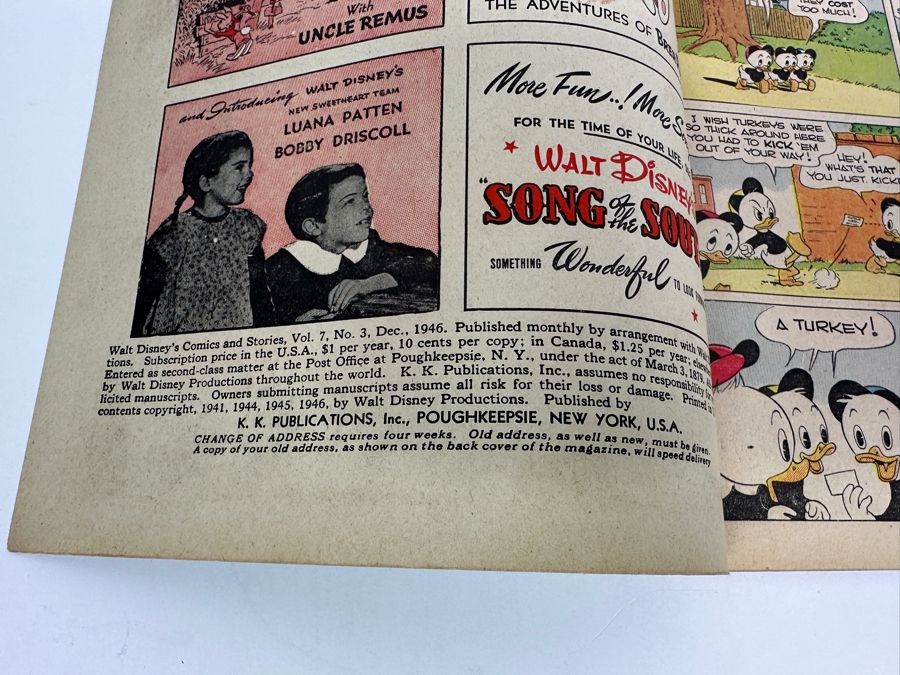 With
UNCLE REMUS
THE ADVENTURES OF
and Introducing WALT DISNEY'S
NEW SWEETHEART TEAM
LUANA PATTEN
BOBBY DRISCOLL
More Fun..! More
FOR THE TIME OF YOUR LIFE
WALT DISNEY'S
"SONG of the SOUT
SOMETHING Wonderful TO LOOK
Walt Disney's Comics and Stories, Vol. 7, No. 3, Dec., 1946. Published monthly by arrangement with Walt
tions. Subscription price in the U.S.A., $1 per year, 10 cents per copy; in Canada, $1.25 per year;
Entered as second-class matter at the Post Office at Poughkeepsie, N. Y., under the act of March 3, 1879.
by Walt Disney Productions throughout the world. K. K. Publications, Inc., assumes no responsibility for
licited manuscripts. Owners submitting manuscripts assume all risk for their loss or damage. Printed in
contents copyright, 1941, 1944, 1945, 1946, by Walt Disney Productions. Published by
K. K. PUBLICATIONS, Inc., POUGHKEEPSIE, NEW YORK, U.S.A.
CHANGE OF ADDRESS requires four weeks. Old address, as well as new, must be given.
A copy of your old address, as shown on the back cover of the magazine, will speed delivery
THEY COST
TOO MUCH!
I WISH TURKEYS WERE
SO THICK AROUND HERE
YOU HAD TO KICK 'EM
OUT OF YOUR WAY!
HEY!
WHAT'S THAT
YOU JUST
A TURKEY!